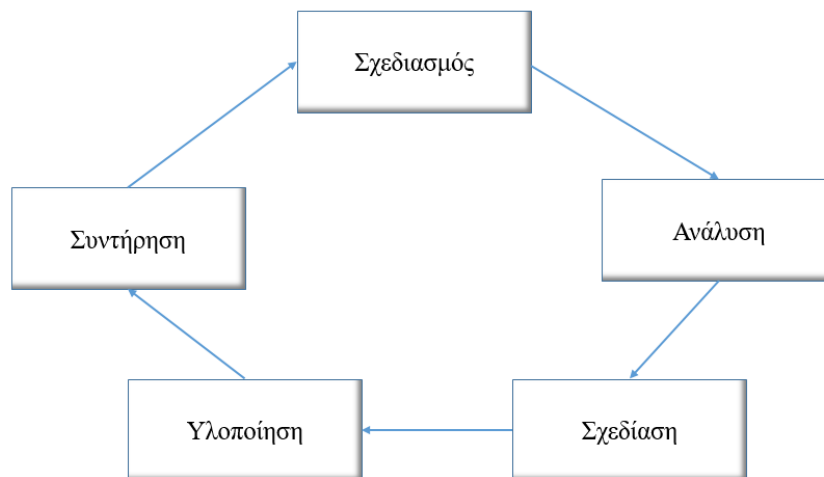 Σχεδιασμός
Ανάλυση
Σχεδίαση
Υλοποίηση
Συντήρηση